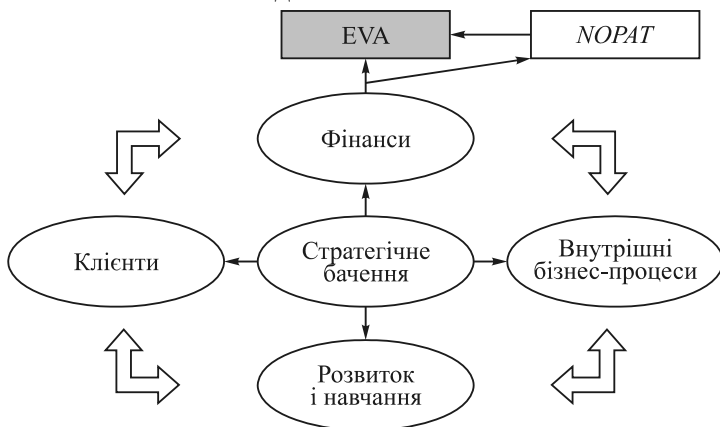 EVA
NOPAT
Фінанси
Клієнти
Стратегічне
бачення
Внутрішні
бізнес-процеси
Розвиток
і навчання